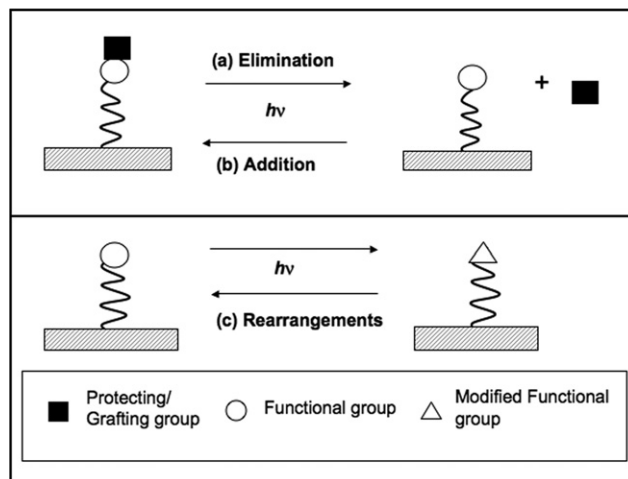 (a) Elimination
hν
+
(b) Addition
hν
(c) Rearrangements
Protecting/
Grafting group
Functional group
Modified Functional
group